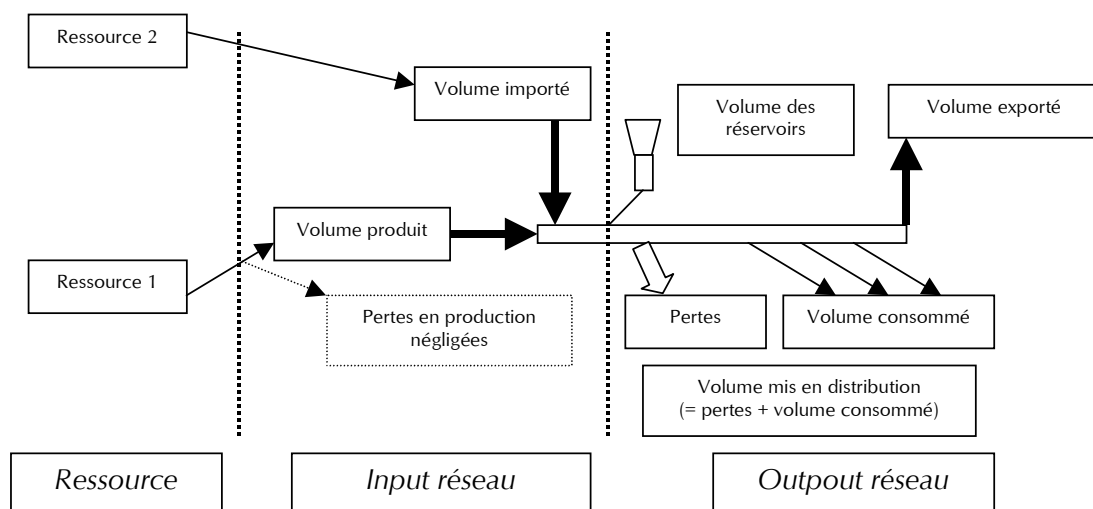 Ressource 2
Volume importé
Volume des
réservoirs
Volume exporté
Volume produit
Ressource 1
Pertes en production
négligées
Pertes
Volume consommé
Volume mis en distribution
(= pertes + volume consommé)
Ressource
Input réseau
Outpout réseau